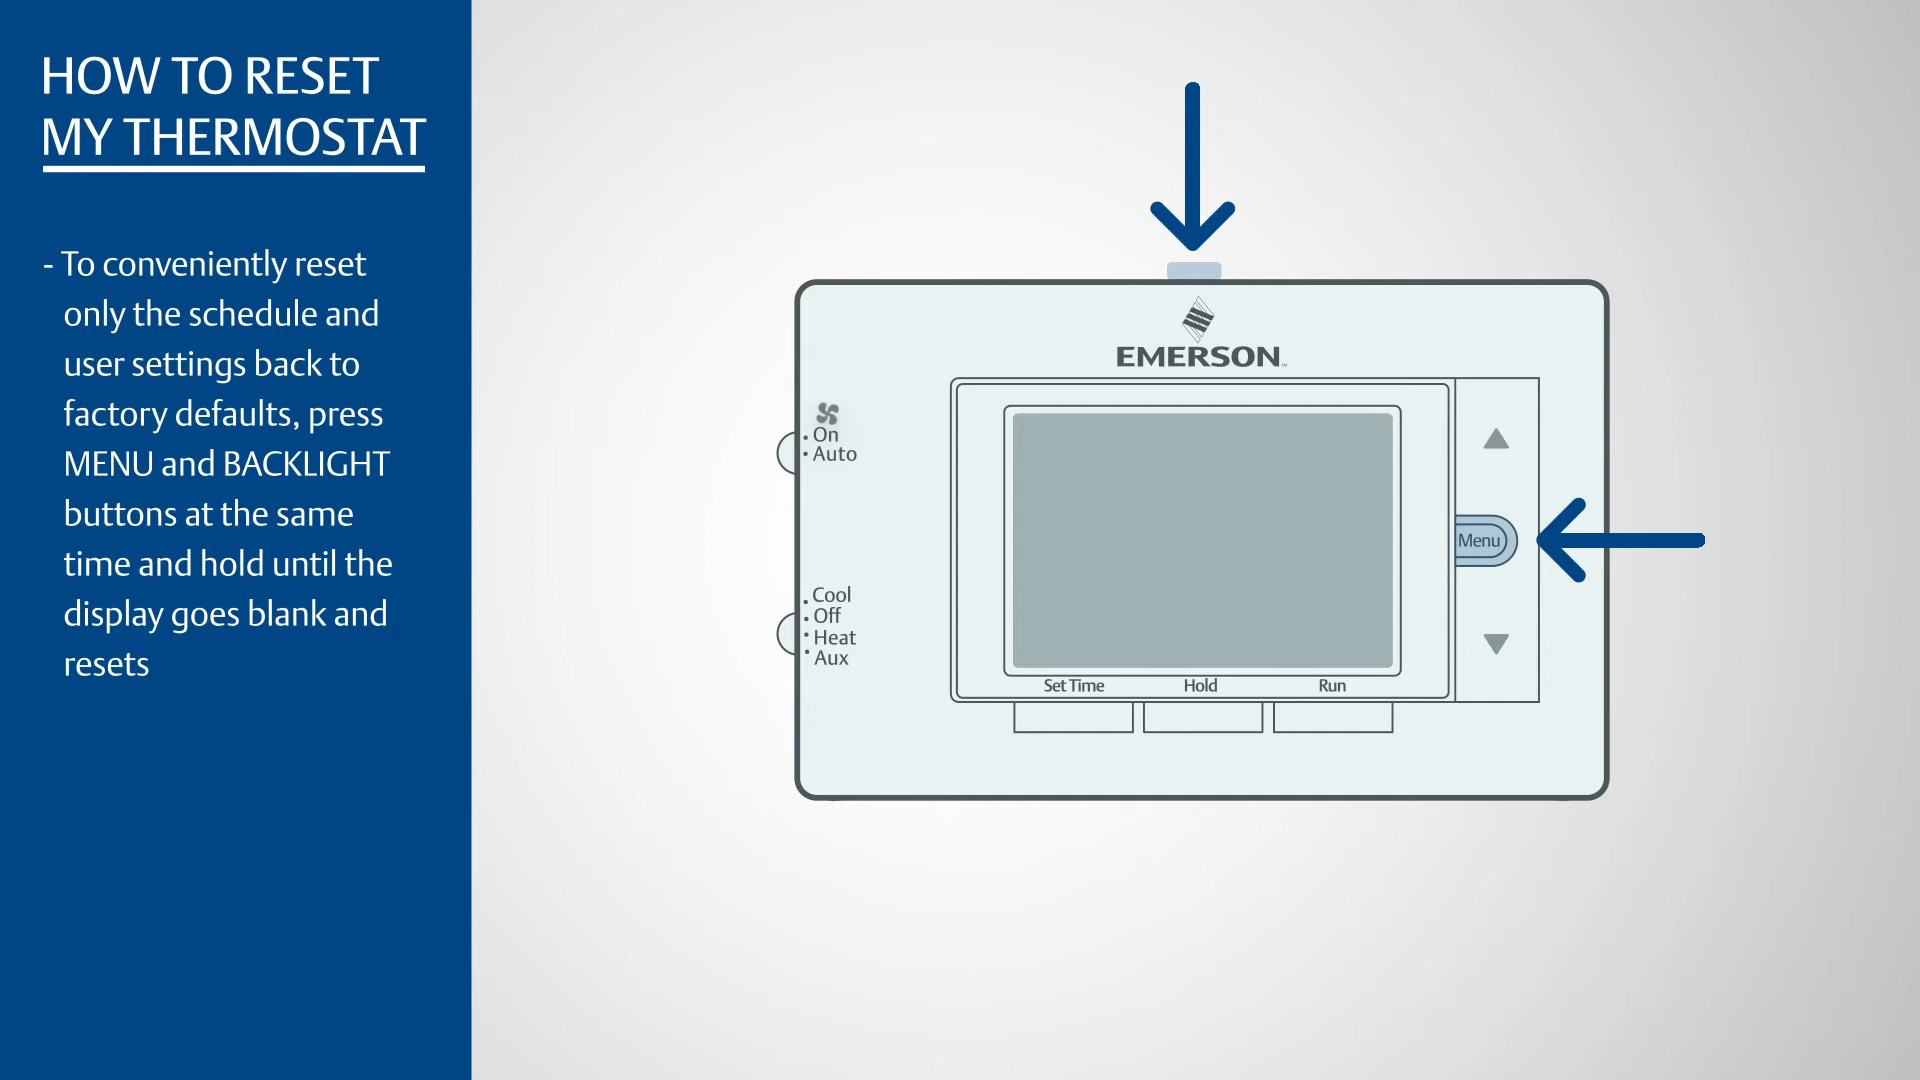 HOW TO RESET
MY THERMOSTAT
- To conveniently reset
only the schedule and
user settings back to
factory defaults, press
MENU and BACKLIGHT
buttons at the same
time and hold until the
display goes blank and
resets
EMERSON™
On
Auto
Menu
Cool
Off
Heat
Aux
Set Time
Hold
Run